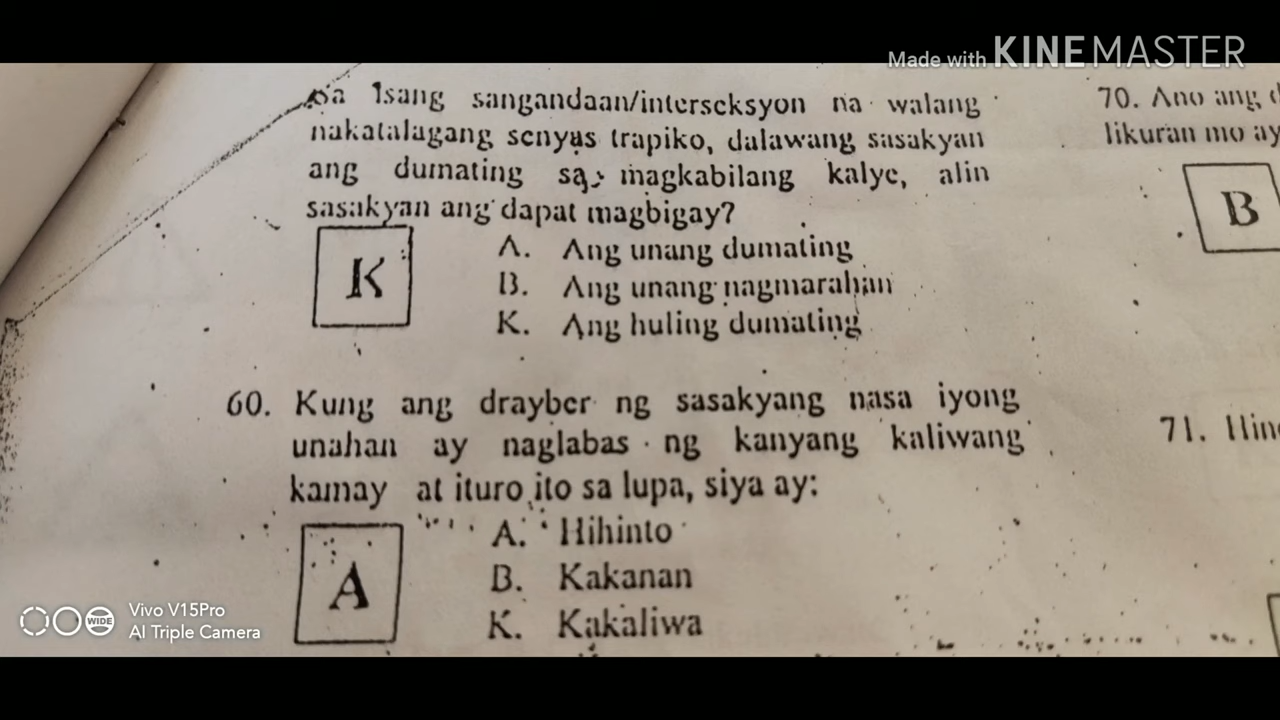 Made with KINEMASTER
sa isang sangandaan/interseksyon na walang
nakatalagang senyas trapiko, dalawang sasakyan
ang dumating sa magkabilang kalye, alin
sasakyan ang dapat magbigay?
K
A. Ang unang dumating
B. Ang unang nagmarahan
K. Ang huling dumating
60. Kung ang drayber ng sasakyang nasa iyong
unahan ay naglabas ng kanyang kaliwang
kamay at ituro ito sa lupa, siya ay:
A
A. Hihinto
B. Kakanan
K. Kakaliwa
70. Ano ang
likuran mo ay
B
71.
WIDE
Vivo V15Pro
AI Triple Camera